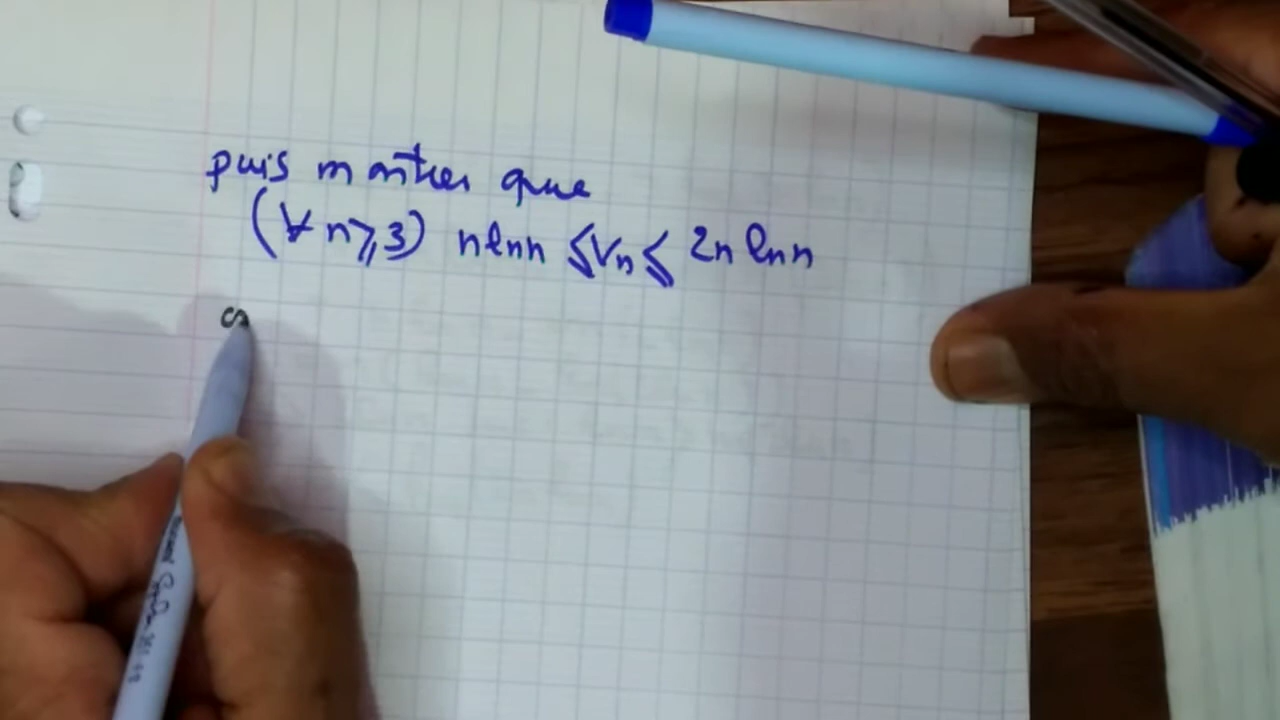 puis montrer que
(∀ n ⩾ 3) n ln n ⩽ Vn ⩽ 2n ln n